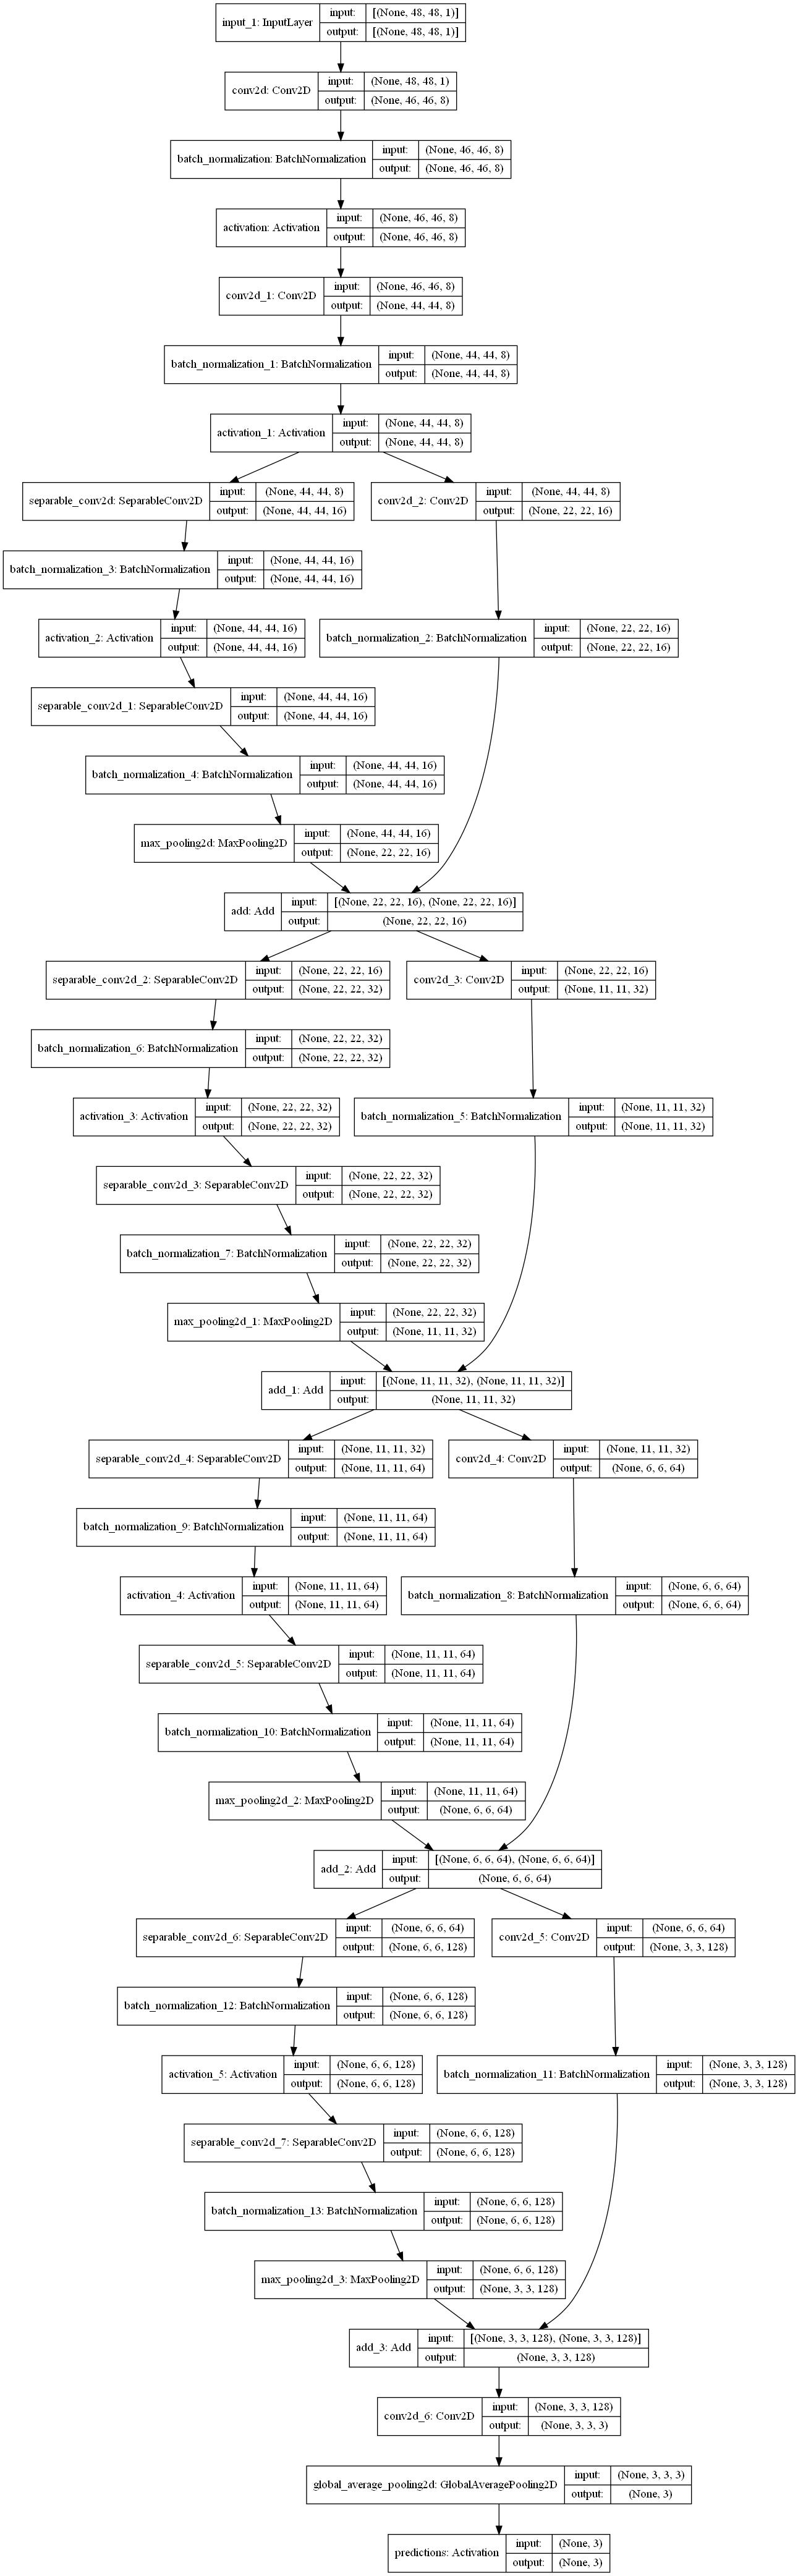 input_1: InputLayer
input: [(None, 48, 48, 1)]
output: [(None, 48, 48, 1)]
conv2d: Conv2D
input: (None, 48, 48, 1)
output: (None, 46, 46, 8)
batch_normalization: BatchNormalization
input: (None, 46, 46, 8)
output: (None, 46, 46, 8)
activation: Activation
input: (None, 46, 46, 8)
output: (None, 46, 46, 8)
conv2d_1: Conv2D
input: (None, 46, 46, 8)
output: (None, 44, 44, 8)
batch_normalization_1: BatchNormalization
input: (None, 44, 44, 8)
output: (None, 44, 44, 8)
activation_1: Activation
input: (None, 44, 44, 8)
output: (None, 44, 44, 8)
separable_conv2d: SeparableConv2D
input: (None, 44, 44, 8)
output: (None, 44, 44, 16)
conv2d_2: Conv2D
input: (None, 44, 44, 8)
output: (None, 22, 22, 16)
batch_normalization_3: BatchNormalization
input: (None, 44, 44, 16)
output: (None, 44, 44, 16)
activation_2: Activation
input: (None, 44, 44, 16)
output: (None, 44, 44, 16)
batch_normalization_2: BatchNormalization
input: (None, 22, 22, 16)
output: (None, 22, 22, 16)
separable_conv2d_1: SeparableConv2D
input: (None, 44, 44, 16)
output: (None, 44, 44, 16)
batch_normalization_4: BatchNormalization
input: (None, 44, 44, 16)
output: (None, 44, 44, 16)
max_pooling2d: MaxPooling2D
input: (None, 44, 44, 16)
output: (None, 22, 22, 16)
add: Add
input: [(None, 22, 22, 16), (None, 22, 22, 16)]
output: (None, 22, 22, 16)
separable_conv2d_2: SeparableConv2D
input: (None, 22, 22, 16)
output: (None, 22, 22, 32)
conv2d_3: Conv2D
input: (None, 22, 22, 16)
output: (None, 11, 11, 32)
batch_normalization_6: BatchNormalization
input: (None, 22, 22, 32)
output: (None, 22, 22, 32)
activation_3: Activation
input: (None, 22, 22, 32)
output: (None, 22, 22, 32)
batch_normalization_5: BatchNormalization
input: (None, 11, 11, 32)
output: (None, 11, 11, 32)
separable_conv2d_3: SeparableConv2D
input: (None, 22, 22, 32)
output: (None, 22, 22, 32)
batch_normalization_7: BatchNormalization
input: (None, 22, 22, 32)
output: (None, 22, 22, 32)
max_pooling2d_1: MaxPooling2D
input: (None, 22, 22, 32)
output: (None, 11, 11, 32)
add_1: Add
input: [(None, 11, 11, 32), (None, 11, 11, 32)]
output: (None, 11, 11, 32)
separable_conv2d_4: SeparableConv2D
input: (None, 11, 11, 32)
output: (None, 11, 11, 64)
conv2d_4: Conv2D
input: (None, 11, 11, 32)
output: (None, 6, 6, 64)
batch_normalization_9: BatchNormalization
input: (None, 11, 11, 64)
output: (None, 11, 11, 64)
activation_4: Activation
input: (None, 11, 11, 64)
output: (None, 11, 11, 64)
batch_normalization_8: BatchNormalization
input: (None, 6, 6, 64)
output: (None, 6, 6, 64)
separable_conv2d_5: SeparableConv2D
input: (None, 11, 11, 64)
output: (None, 11, 11, 64)
batch_normalization_10: BatchNormalization
input: (None, 11, 11, 64)
output: (None, 11, 11, 64)
max_pooling2d_2: MaxPooling2D
input: (None, 11, 11, 64)
output: (None, 6, 6, 64)
add_2: Add
input: [(None, 6, 6, 64), (None, 6, 6, 64)]
output: (None, 6, 6, 64)
separable_conv2d_6: SeparableConv2D
input: (None, 6, 6, 64)
output: (None, 6, 6, 128)
conv2d_5: Conv2D
input: (None, 6, 6, 64)
output: (None, 3, 3, 128)
batch_normalization_12: BatchNormalization
input: (None, 6, 6, 128)
output: (None, 6, 6, 128)
activation_5: Activation
input: (None, 6, 6, 128)
output: (None, 6, 6, 128)
batch_normalization_11: BatchNormalization
input: (None, 3, 3, 128)
output: (None, 3, 3, 128)
separable_conv2d_7: SeparableConv2D
input: (None, 6, 6, 128)
output: (None, 6, 6, 128)
batch_normalization_13: BatchNormalization
input: (None, 6, 6, 128)
output: (None, 6, 6, 128)
max_pooling2d_3: MaxPooling2D
input: (None, 6, 6, 128)
output: (None, 3, 3, 128)
add_3: Add
input: [(None, 3, 3, 128), (None, 3, 3, 128)]
output: (None, 3, 3, 128)
conv2d_6: Conv2D
input: (None, 3, 3, 128)
output: (None, 3, 3, 3)
global_average_pooling2d: GlobalAveragePooling2D
input: (None, 3, 3, 3)
output: (None, 3)
predictions: Activation
input: (None, 3)
output: (None, 3)